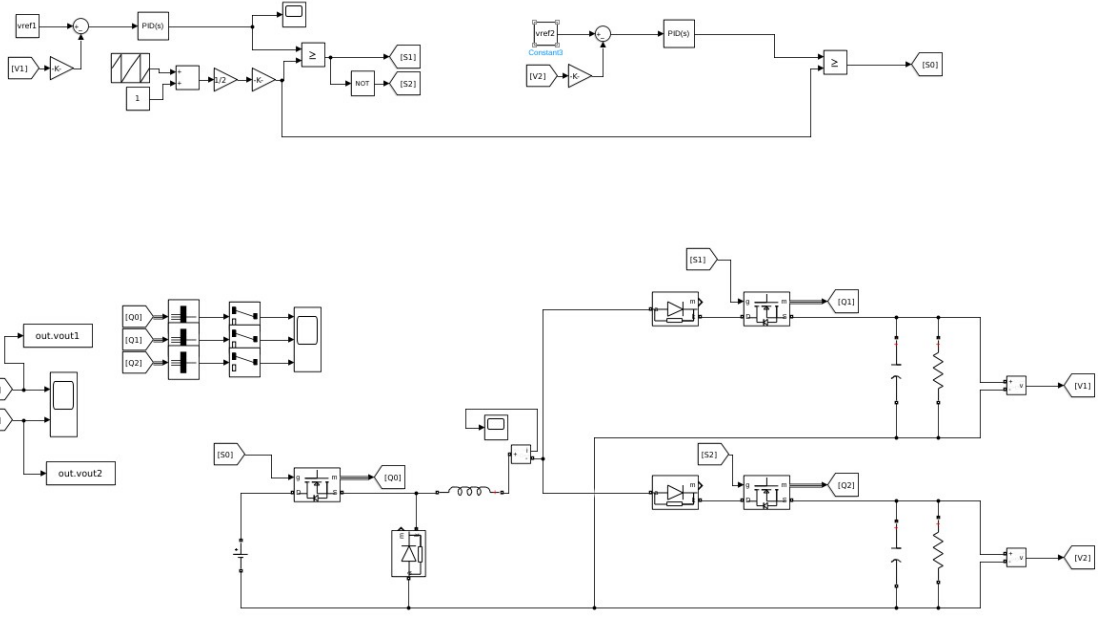 vref1
PID(s)
[V1]
-K-
≥
[S1]
1/2
-K-
NOT
[S2]
1
vref2
Constant3
PID(s)
[V2]
-K-
≥
[S0]
[S1]
g
m
[Q1]
D
S
m
[Q0]
[Q1]
[Q2]
out.vout1
out.vout2
[V1]
v
[S0]
g
m
[Q0]
D
S
[S2]
g
m
[Q2]
D
S
m
v
[V2]